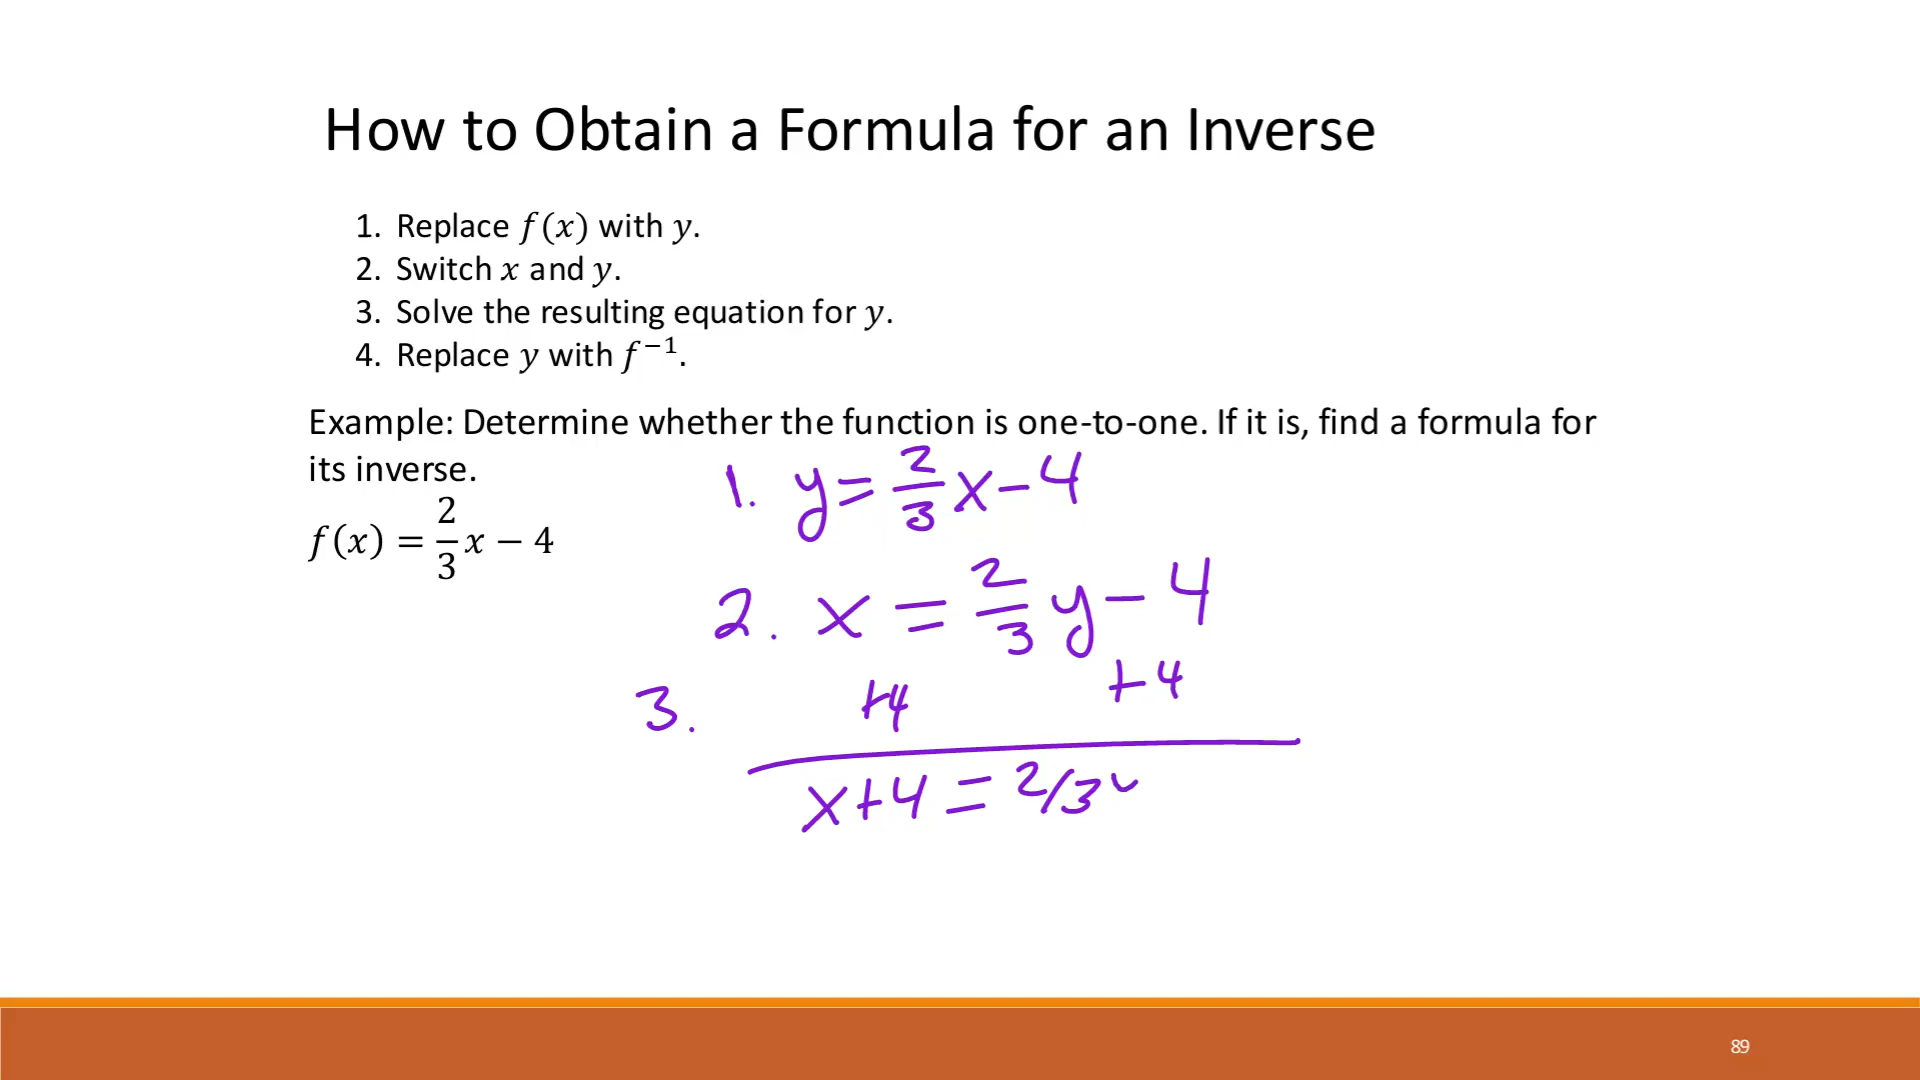 How to Obtain a Formula for an Inverse
1. Replace f(x) with y.
2. Switch x and y.
3. Solve the resulting equation for y.
4. Replace y with f⁻¹.
Example: Determine whether the function is one-to-one. If it is, find a formula for
its inverse.
f(x) = 2/3 x − 4
1. y = 2/3 x − 4
2. x = 2/3 y − 4
3. +4 +4
x+4 = 2/3
89